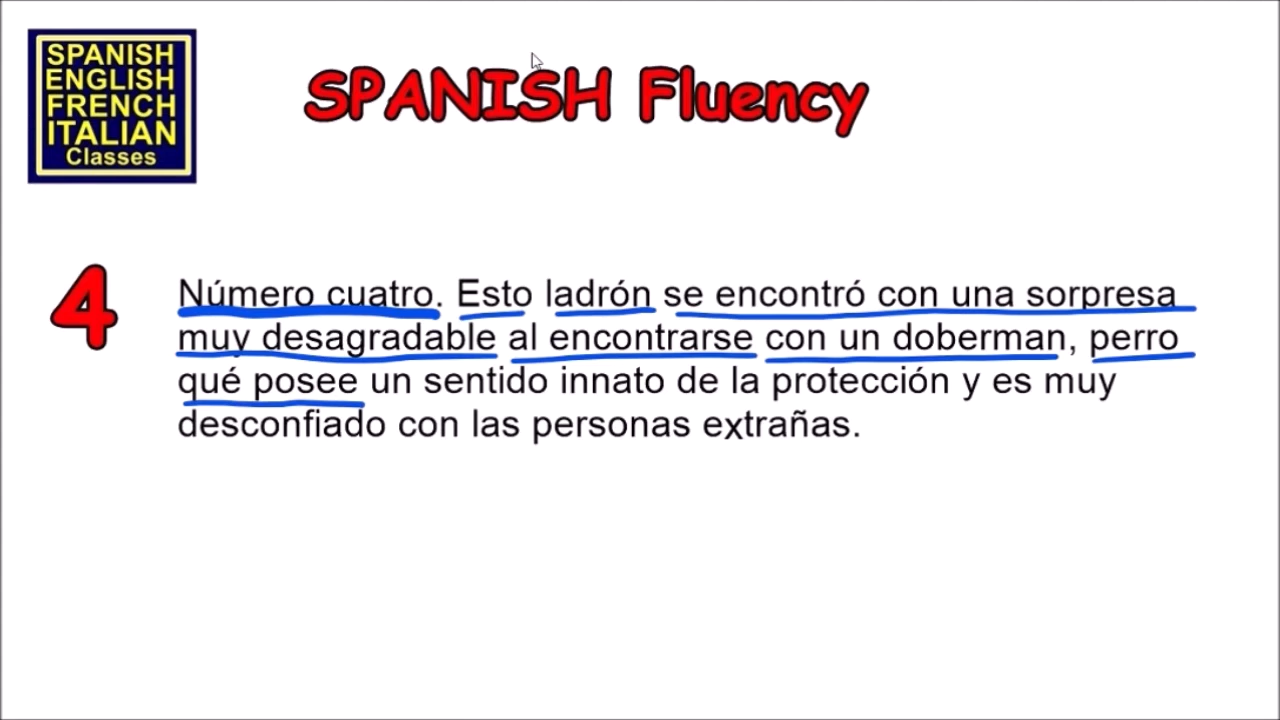 SPANISH
ENGLISH
FRENCH
ITALIAN
Classes
SPANISH Fluency
4
Número cuatro. Esto ladrón se encontró con una sorpresa
muy desagradable al encontrarse con un doberman, perro
qué posee un sentido innato de la protección y es muy
desconfiado con las personas extrañas.